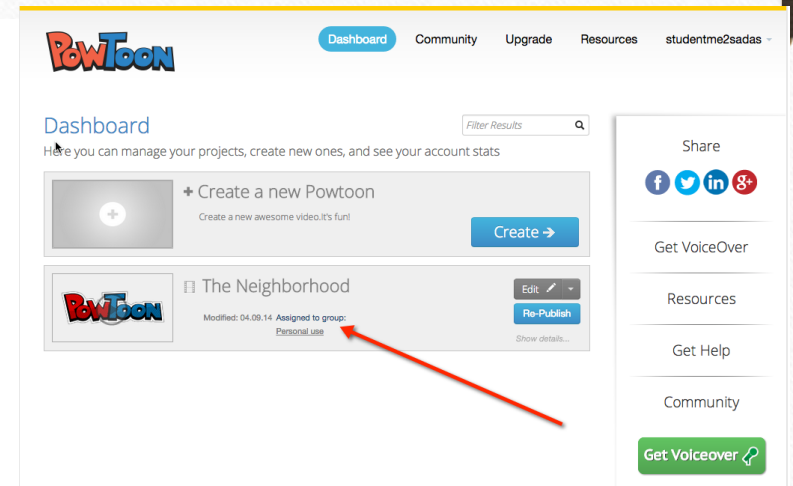 PowToon
Dashboard Community Upgrade Resources studentme2sadas
Dashboard
Filter Results
Here you can manage your projects, create new ones, and see your account stats
+ Create a new Powtoon
Create a new awesome video.It's fun!
Create →
The Neighborhood
PowToon
Modified: 04.09.14 Assigned to group:
Personal use
Edit
Re-Publish
Show details...
Share
f in g+
Get VoiceOver
Resources
Get Help
Community
Get Voiceover